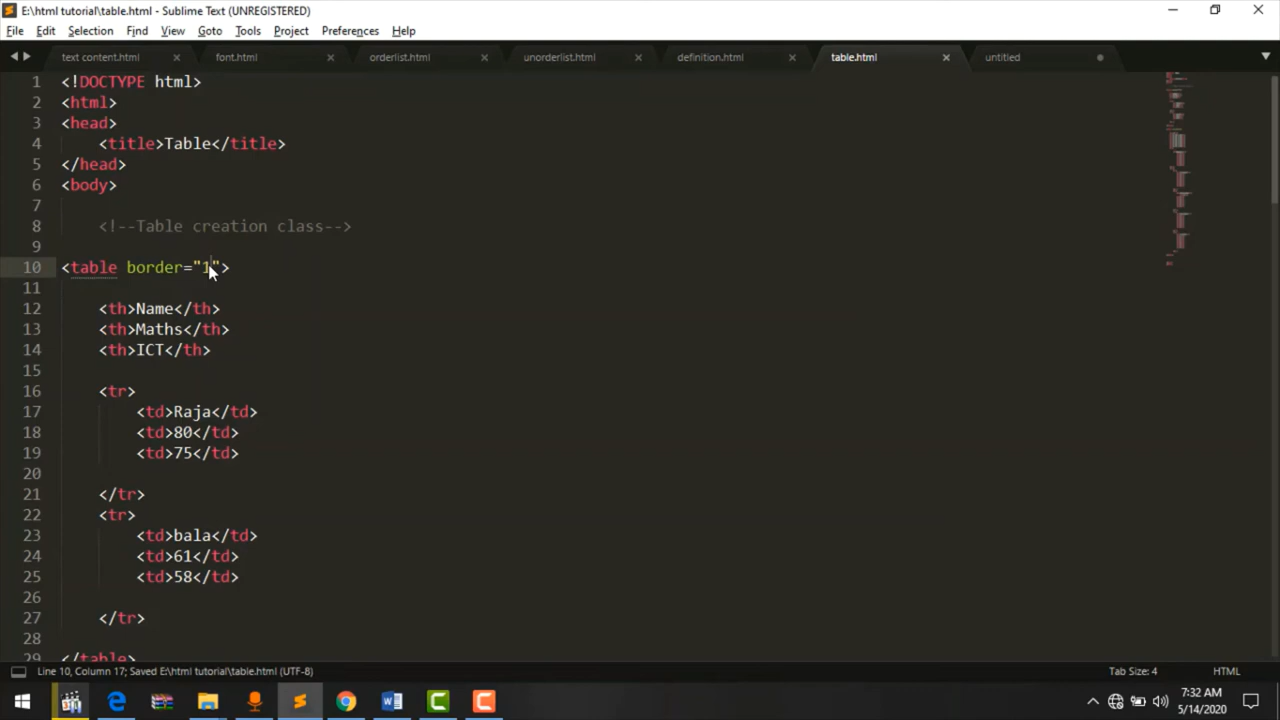 E:\html tutorial\table.html - Sublime Text (UNREGISTERED)
File Edit Selection Find View Goto Tools Project Preferences Help
text content.html font.html orderlist.html unorderlist.html definition.html table.html untitled
1 <!DOCTYPE html>
2 <html>
3 <head>
4 <title>Table</title>
5 </head>
6 <body>
7
8 <!--Table creation class-->
9
10 <table border="1">
11
12 <th>Name</th>
13 <th>Maths</th>
14 <th>ICT</th>
15
16 <tr>
17 <td>Raja</td>
18 <td>80</td>
19 <td>75</td>
20
21 </tr>
22 <tr>
23 <td>bala</td>
24 <td>61</td>
25 <td>58</td>
26
27 </tr>
28
29 </table>
Line 10, Column 17; Saved E:\html tutorial\table.html (UTF-8) Tab Size: 4 HTML
7:32 AM
5/14/2020